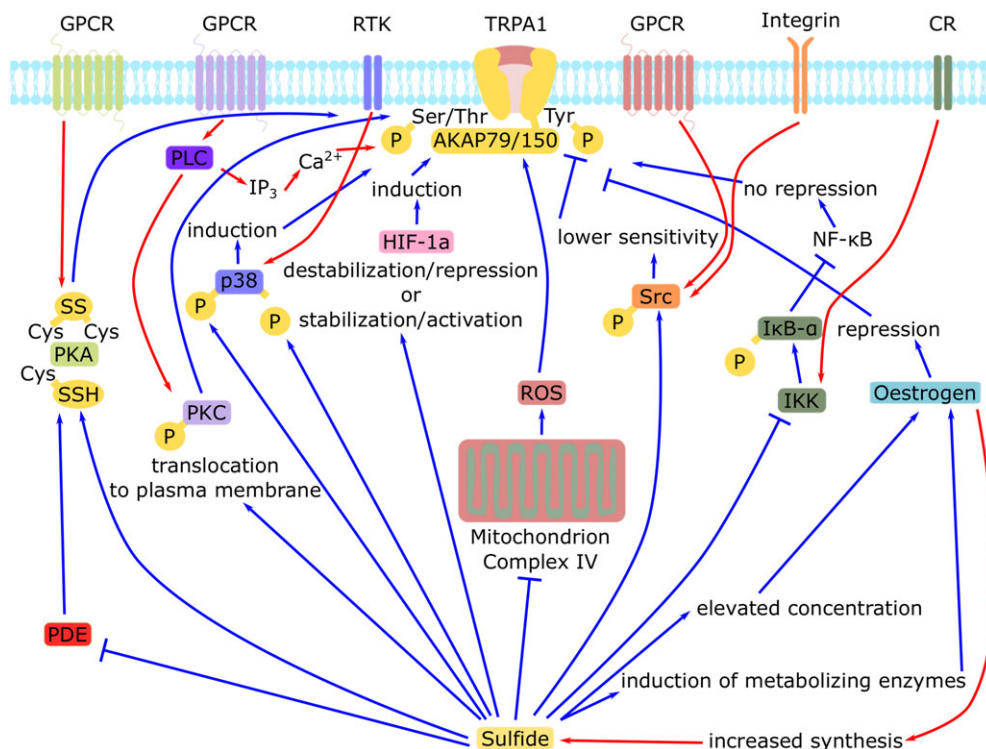 GPCR
GPCR
RTK
TRPA1
GPCR
Integrin
CR
Ser/Thr
Tyr
P
AKAP79/150
P
PLC
Ca²⁺
IP₃
induction
no repression
induction
HIF-1a
lower sensitivity
NF-κB
p38
destabilization/repression
or
stabilization/activation
P
P
Src
P
SS
Cys
Cys
PKA
Cys
SSH
IκB-α
repression
P
ROS
IKK
Oestrogen
PKC
P
translocation
to plasma membrane
Mitochondrion
Complex IV
elevated concentration
PDE
induction of metabolizing enzymes
Sulfide
increased synthesis